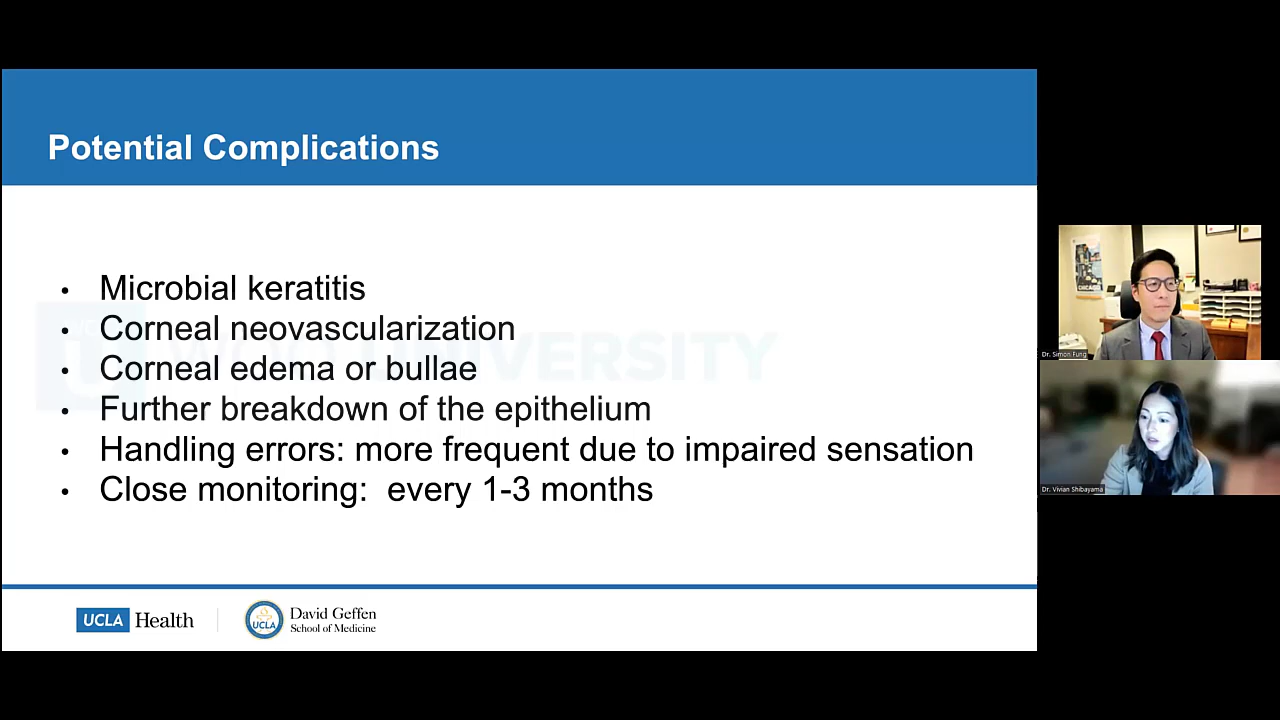 Potential Complications
• Microbial keratitis
• Corneal neovascularization
• Corneal edema or bullae
• Further breakdown of the epithelium
• Handling errors: more frequent due to impaired sensation
• Close monitoring: every 1-3 months
UCLA Health
UCLA
David Geffen
School of Medicine
CHICAGO
Dr. Simon Fung
Dr. Vivian Shibayama